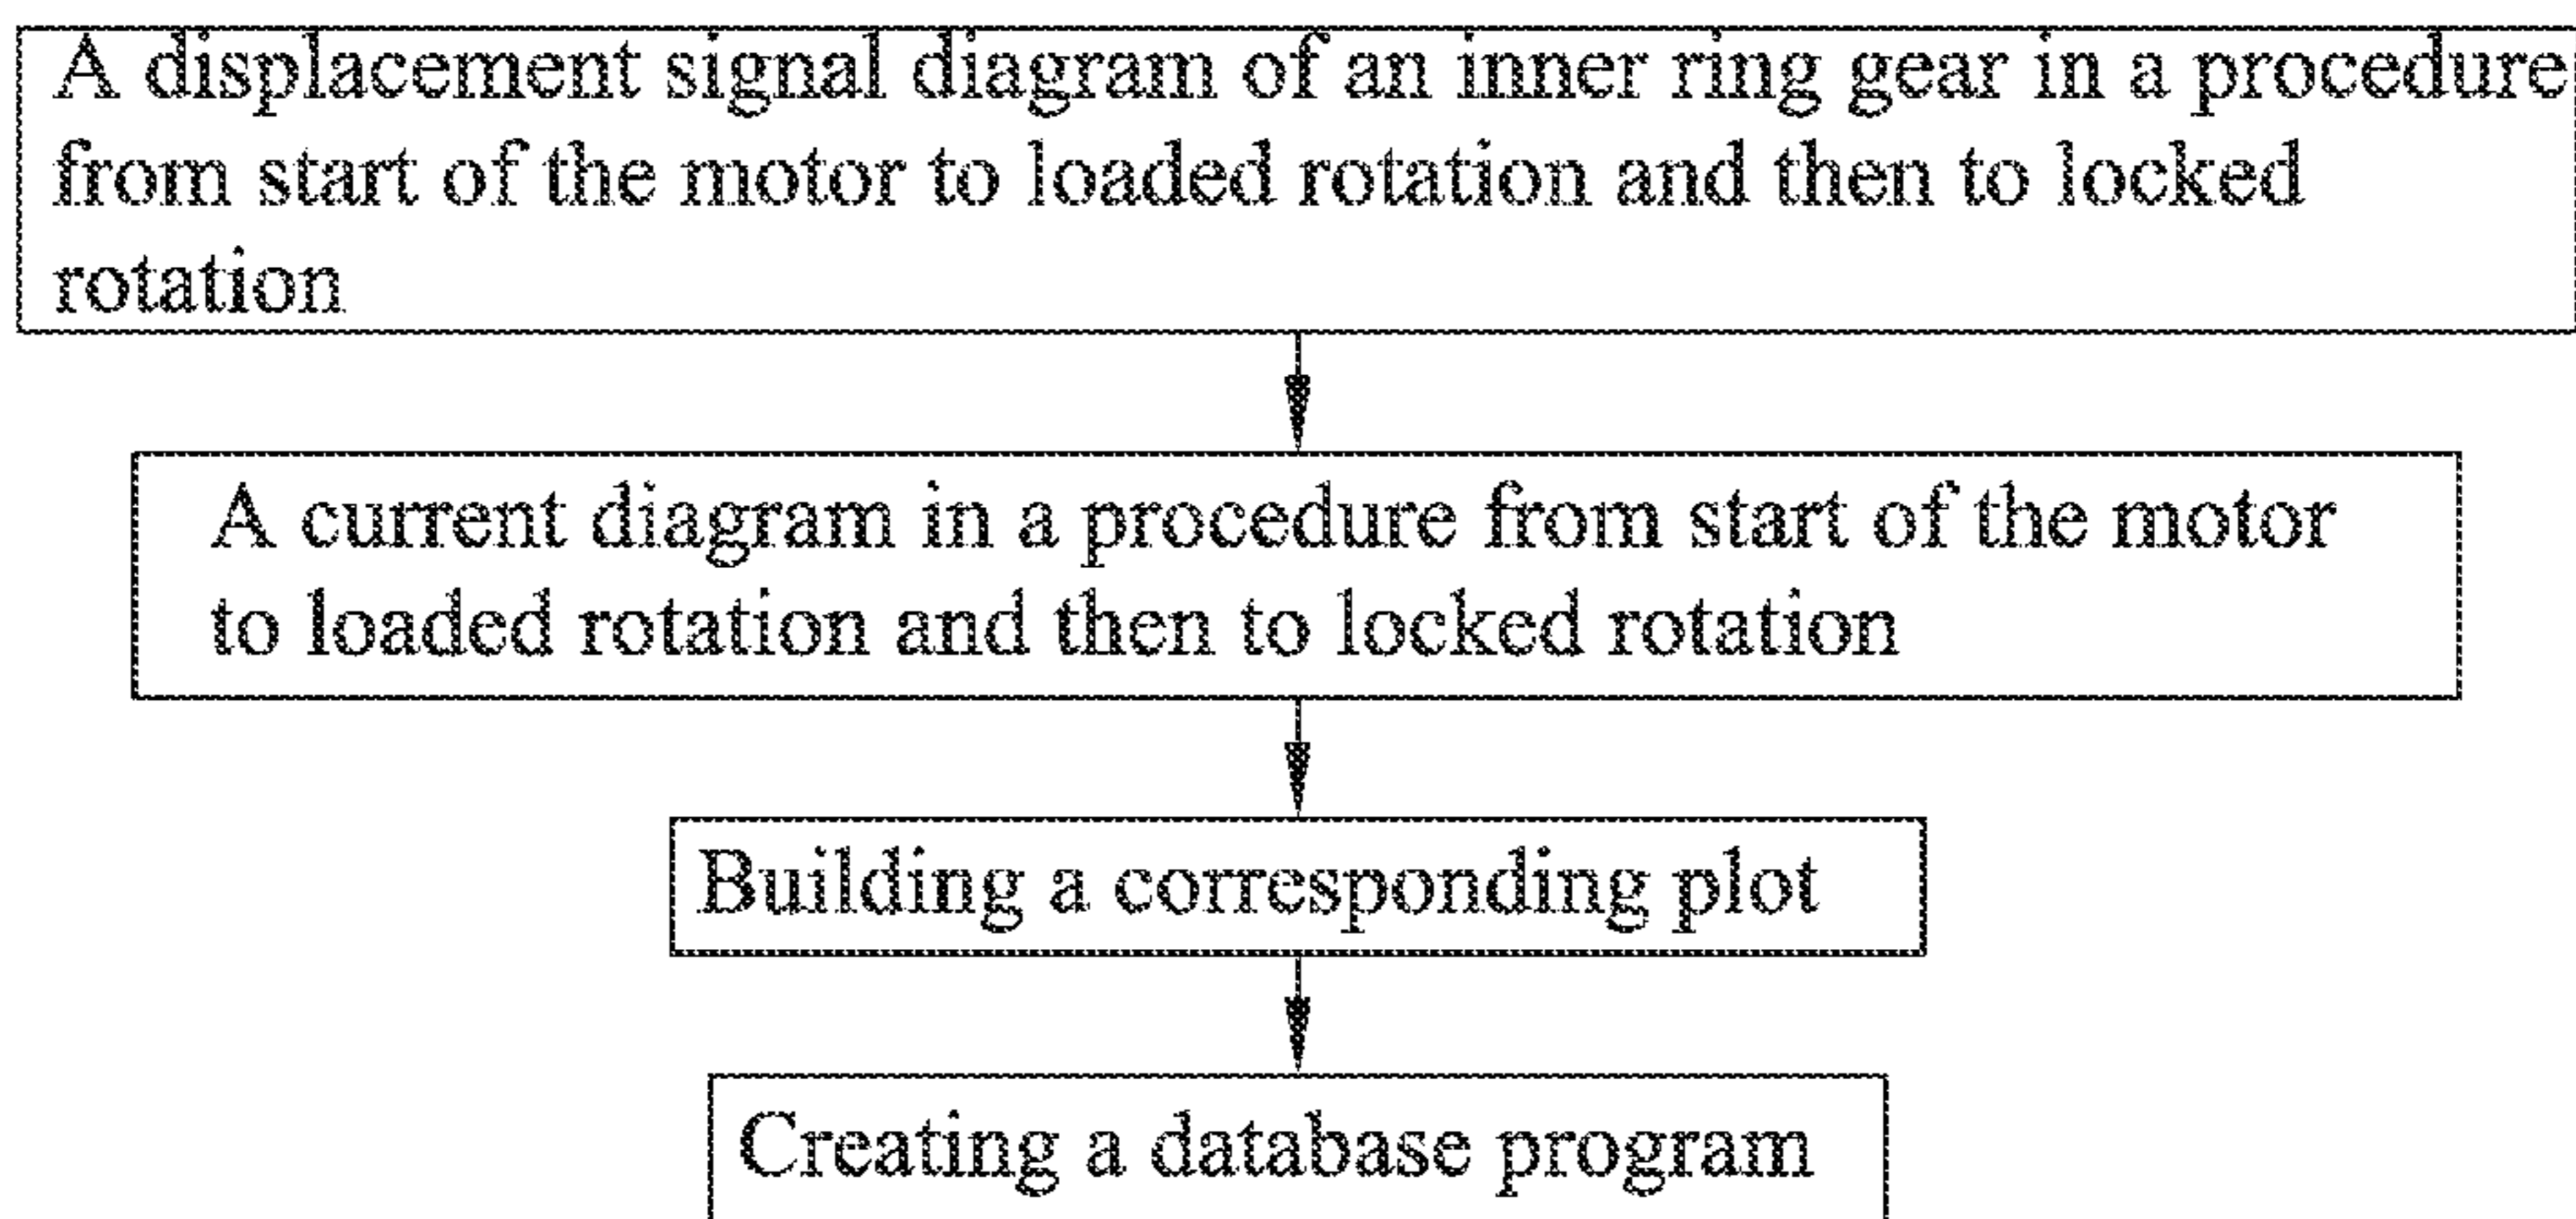 A displacement signal diagram of an inner ring gear in a procedure
from start of the motor to loaded rotation and then to locked
rotation
A current diagram in a procedure from start of the motor
to loaded rotation and then to locked rotation
Building a corresponding plot
Creating a database program